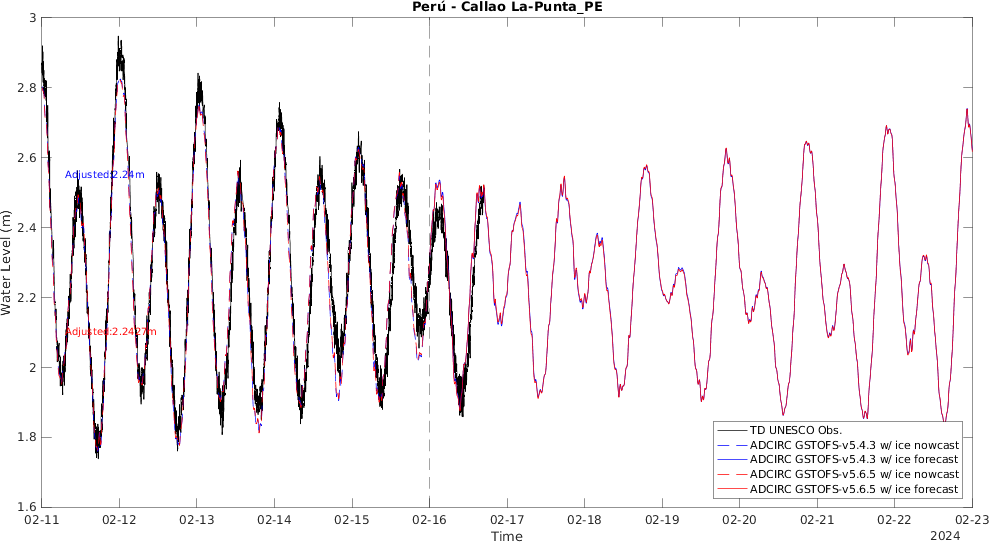 Perú - Callao La-Punta_PE
3
2.8
2.6
2.4
2.2
2
1.8
1.6
Water Level (m)
Adjusted:2.24m
Adjusted:2.2427m
TD UNESCO Obs.
ADCIRC GSTOFS-v5.4.3 w/ ice nowcast
ADCIRC GSTOFS-v5.4.3 w/ ice forecast
ADCIRC GSTOFS-v5.6.5 w/ ice nowcast
ADCIRC GSTOFS-v5.6.5 w/ ice forecast
02-11 02-12 02-13 02-14 02-15 02-16 02-17 02-18 02-19 02-20 02-21 02-22 02-23
Time
2024